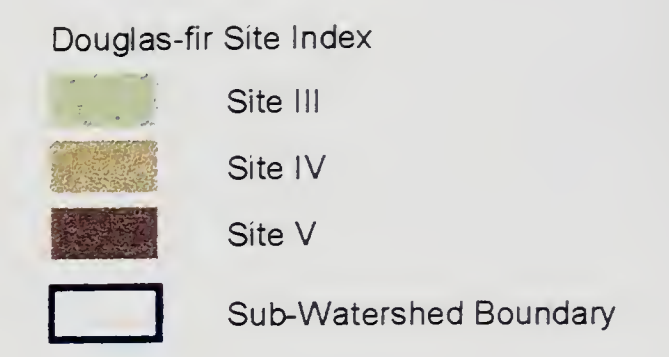 Douglas-fir Site Index
Site III
Site IV
Site V
Sub-Watershed Boundary